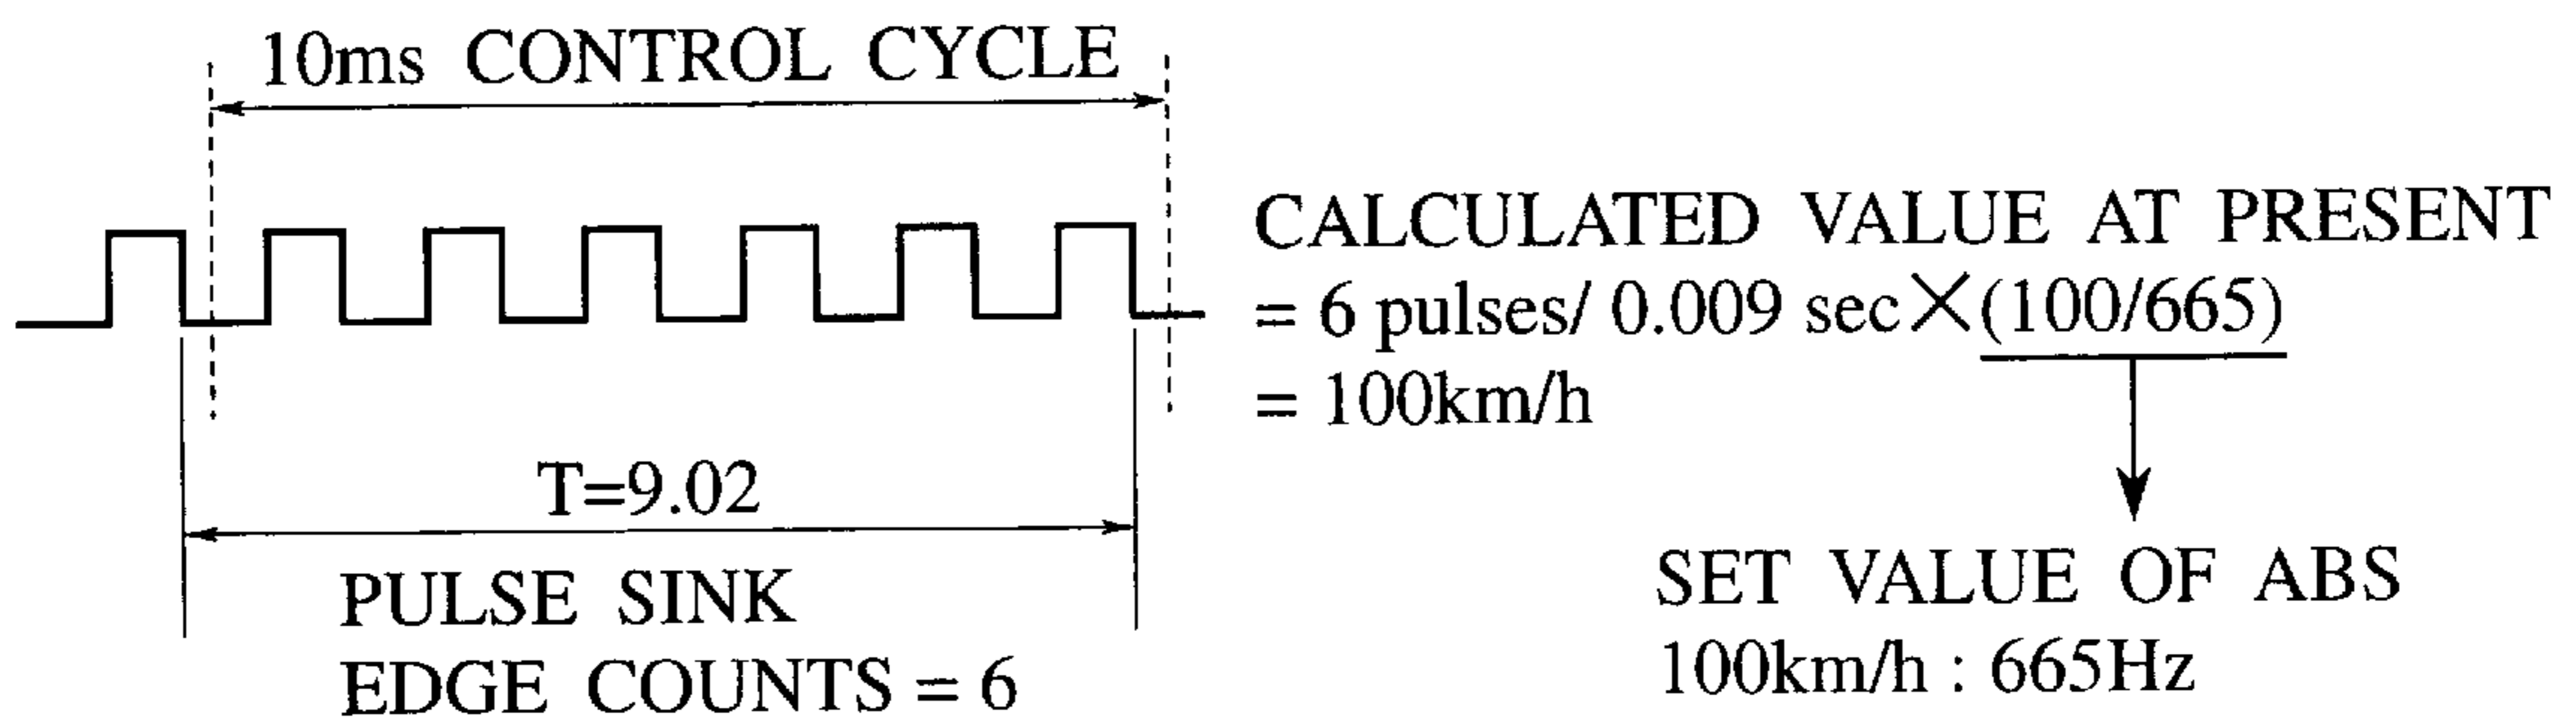 10ms CONTROL CYCLE
CALCULATED VALUE AT PRESENT
= 6 pulses/ 0.009 sec×(100/665)
= 100km/h
T=9.02
PULSE SINK
EDGE COUNTS = 6
SET VALUE OF ABS
100km/h : 665Hz